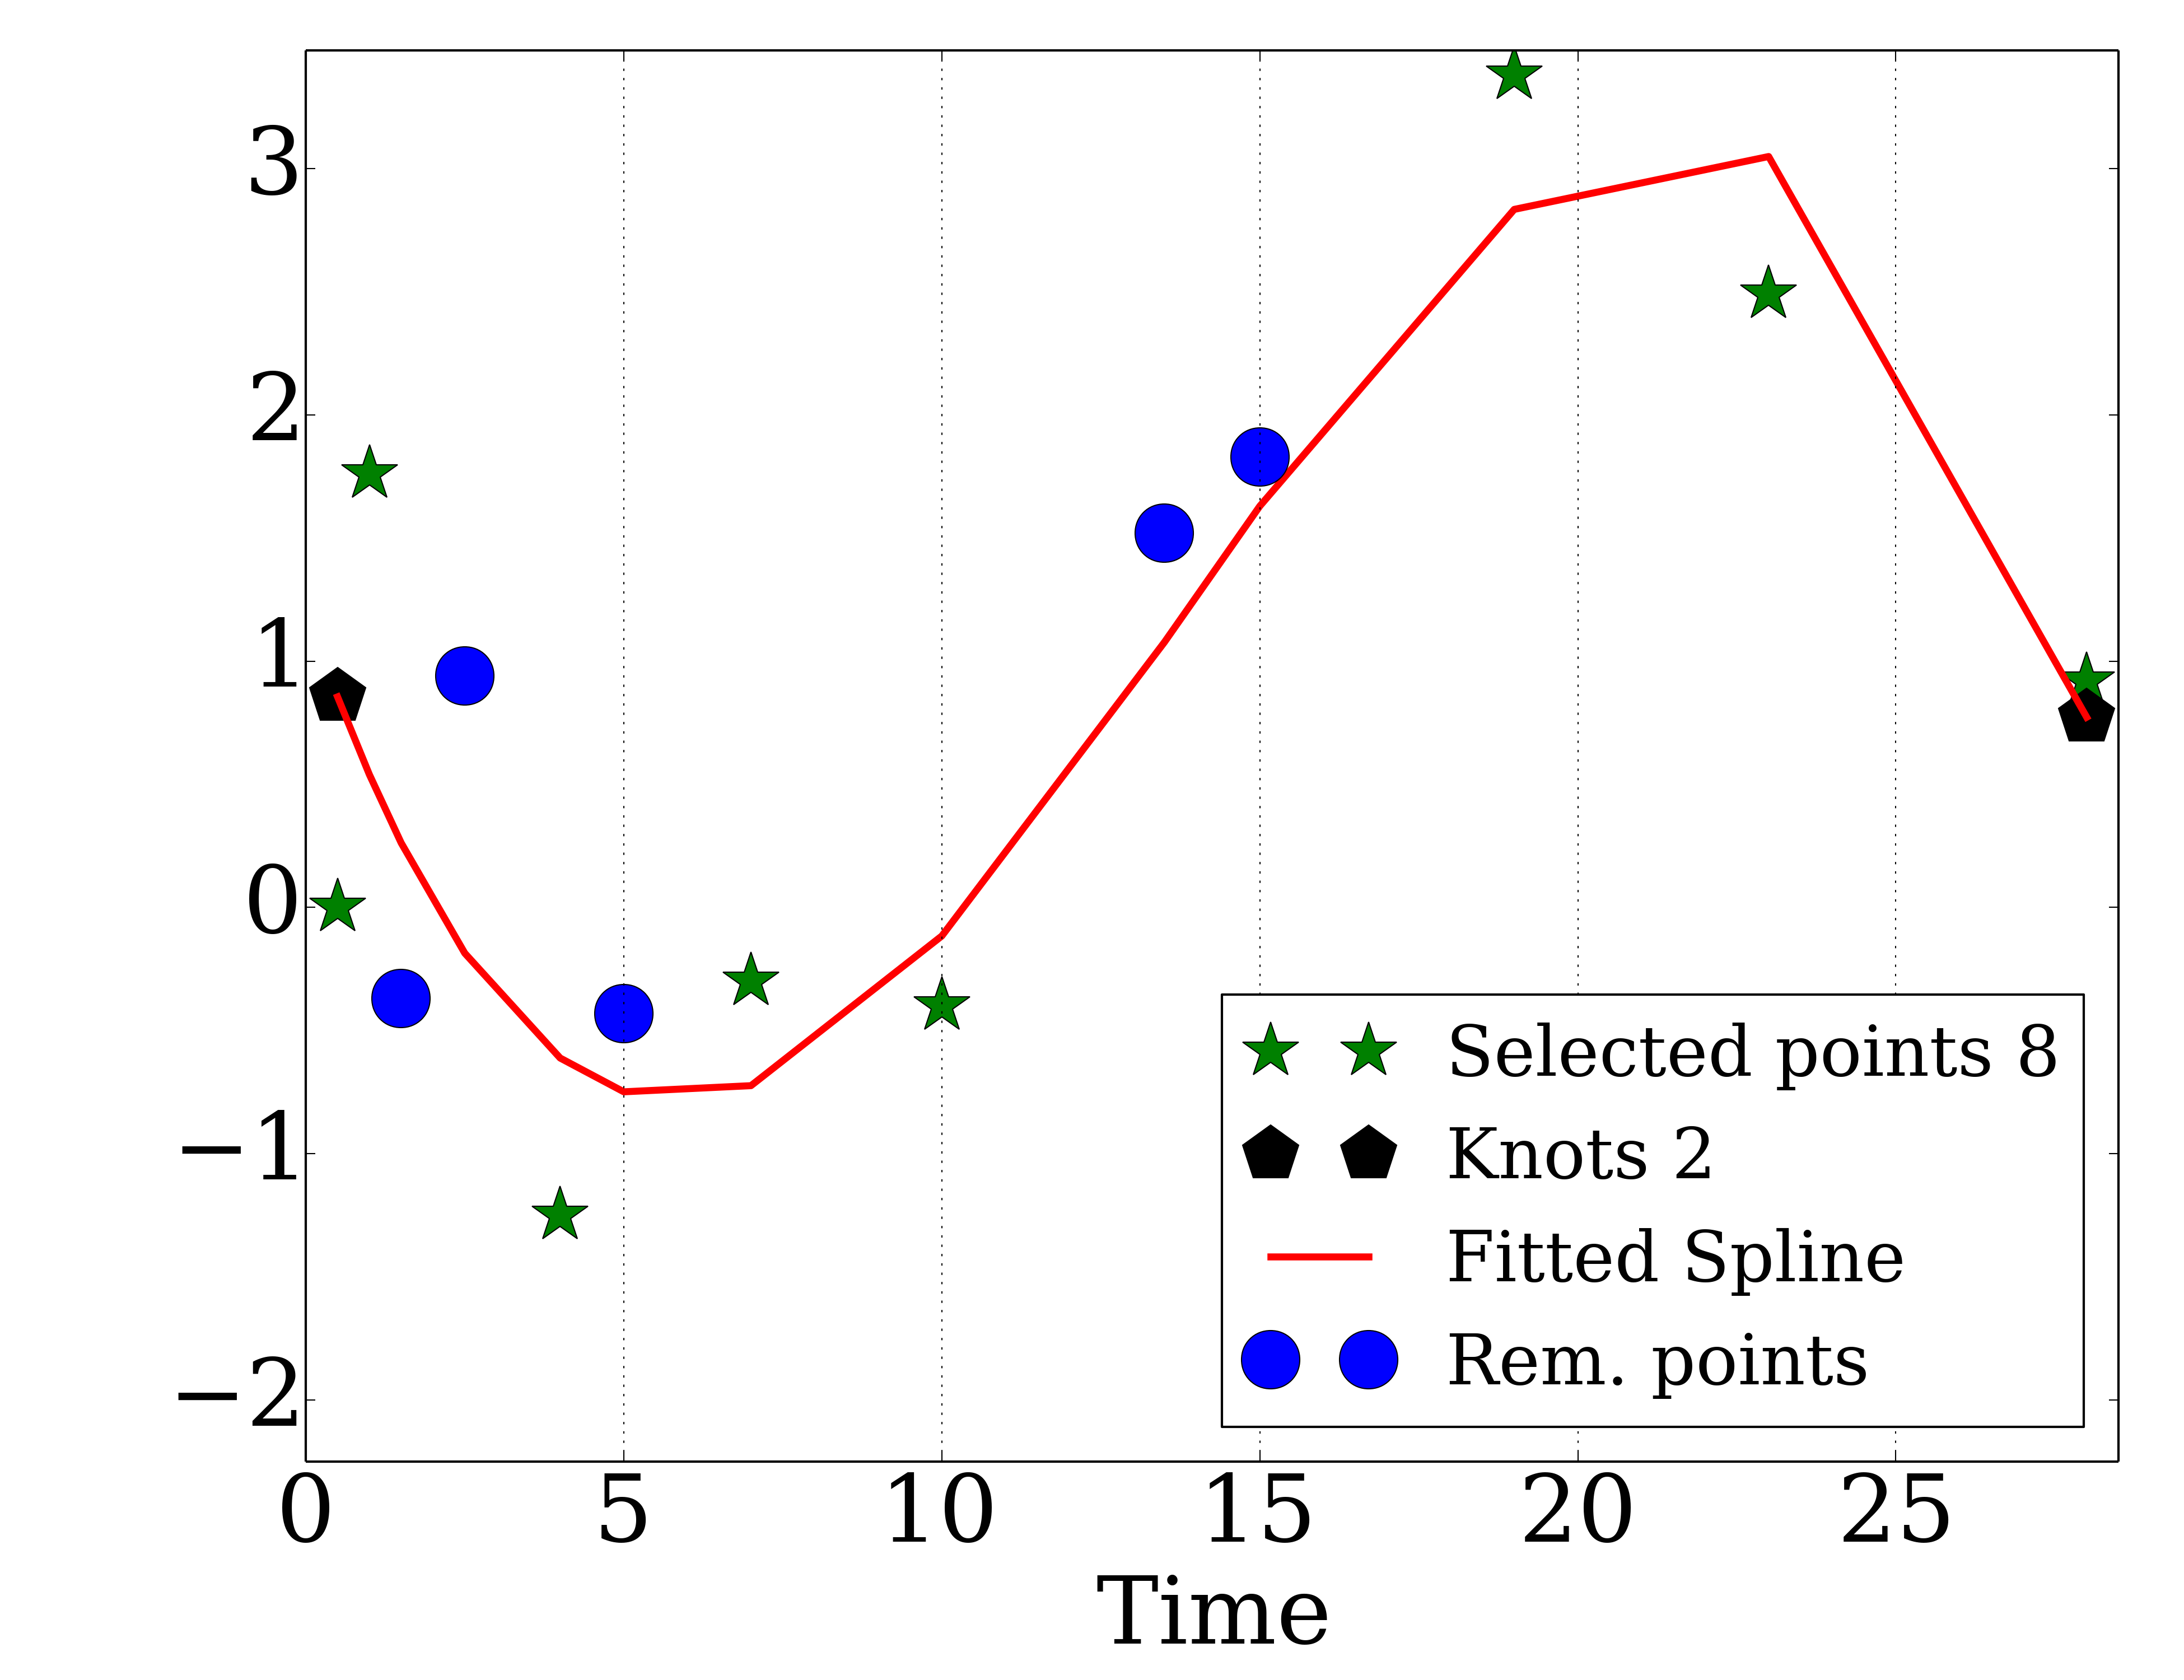 3
2
1
0
−1
−2
Selected points 8
Knots 2
Fitted Spline
Rem. points
0 5 10 15 20 25
Time